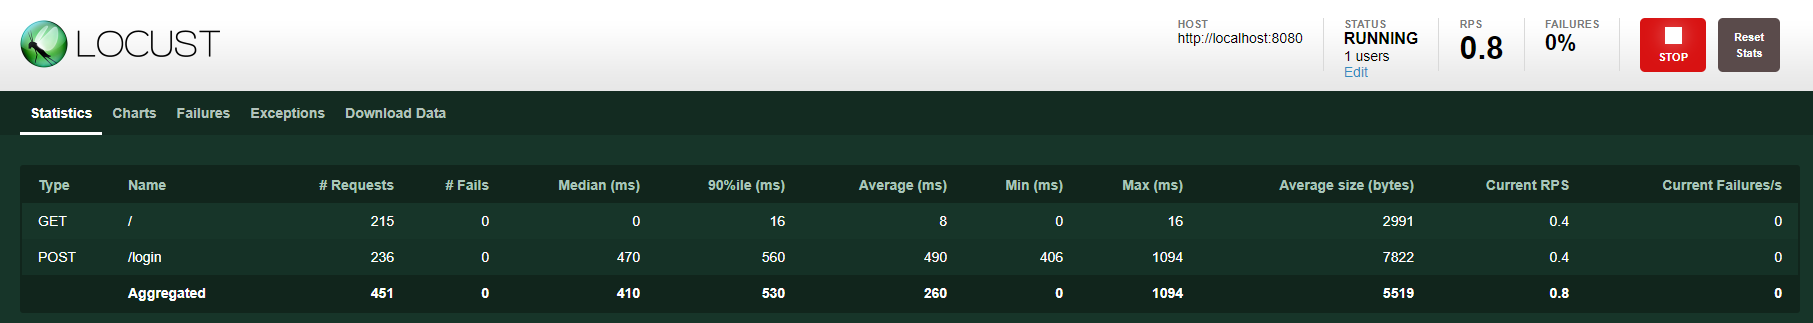 LOCUST
HOST
http://localhost:8080
STATUS
RUNNING
1 users
Edit
RPS
0.8
FAILURES
0%
STOP
Reset
Stats
Statistics Charts Failures Exceptions Download Data
Type Name # Requests # Fails Median (ms) 90%ile (ms) Average (ms) Min (ms) Max (ms) Average size (bytes) Current RPS Current Failures/s
GET / 215 0 0 16 8 0 16 2991 0.4 0
POST /login 236 0 470 560 490 406 1094 7822 0.4 0
Aggregated 451 0 410 530 260 0 1094 5519 0.8 0